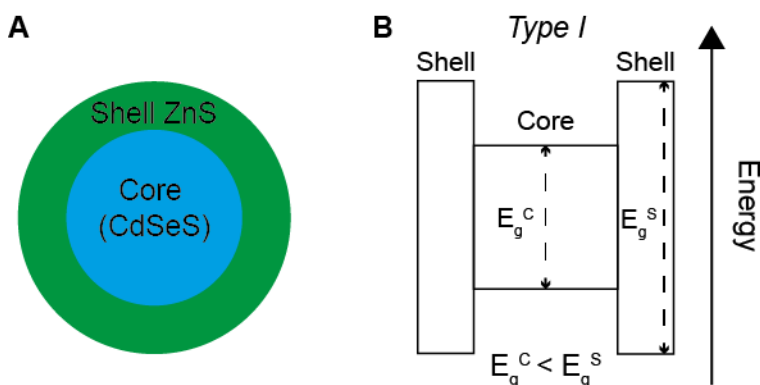 A
Shell ZnS
Core
(CdSeS)
B
Type I
Shell
Shell
Core
E_g^C
E_g^S
E_g^C < E_g^S
Energy